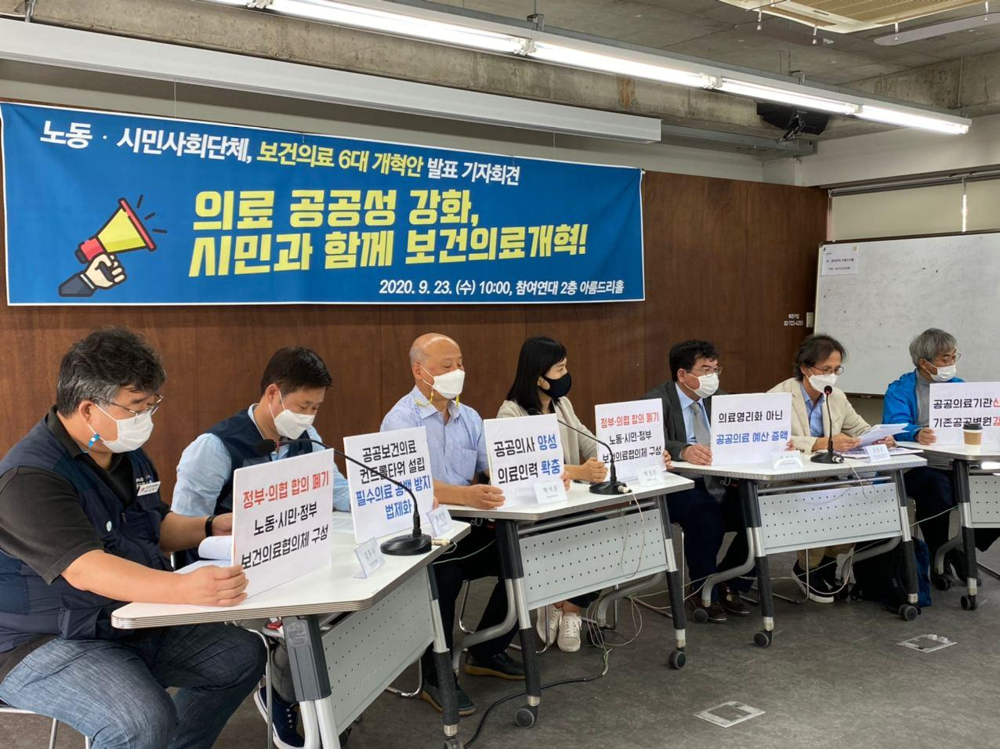 노동 · 시민사회단체, 보건의료 6대 개혁안 발표 기자회견
의료 공공성 강화,
시민과 함께 보건의료개혁!
2020. 9. 23. (수) 10:00, 참여연대 2층 아름드리홀
정부·의협 합의 폐기
노동·시민·정부
보건의료협의체 구성
공공보건의료
컨트롤타워 설립
필수의료 공백 방지
법제화
공공의사 양성
의료인력 확충
정부·의협 합의 폐기
노동·시민·정부
보건의료협의체 구성
의료영리화 아닌
공공의료 예산 증액
공공의료기관
기존공공병원
02-723-4251